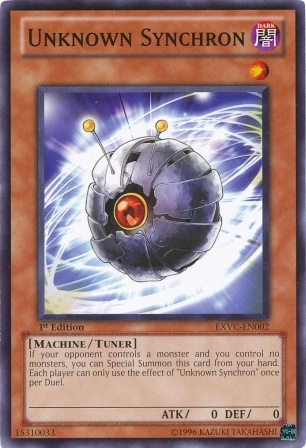 UNKNOWN SYNCHRON
DARK
闇
1st Edition
EXVC-EN002
[MACHINE / TUNER]
If your opponent controls a monster and you control no
monsters, you can Special Summon this card from your hand.
Each player can only use the effect of "Unknown Synchron" once
per Duel.
ATK/ 0 DEF/ 0
15310033
©1996 KAZUKI TAKAHASHI